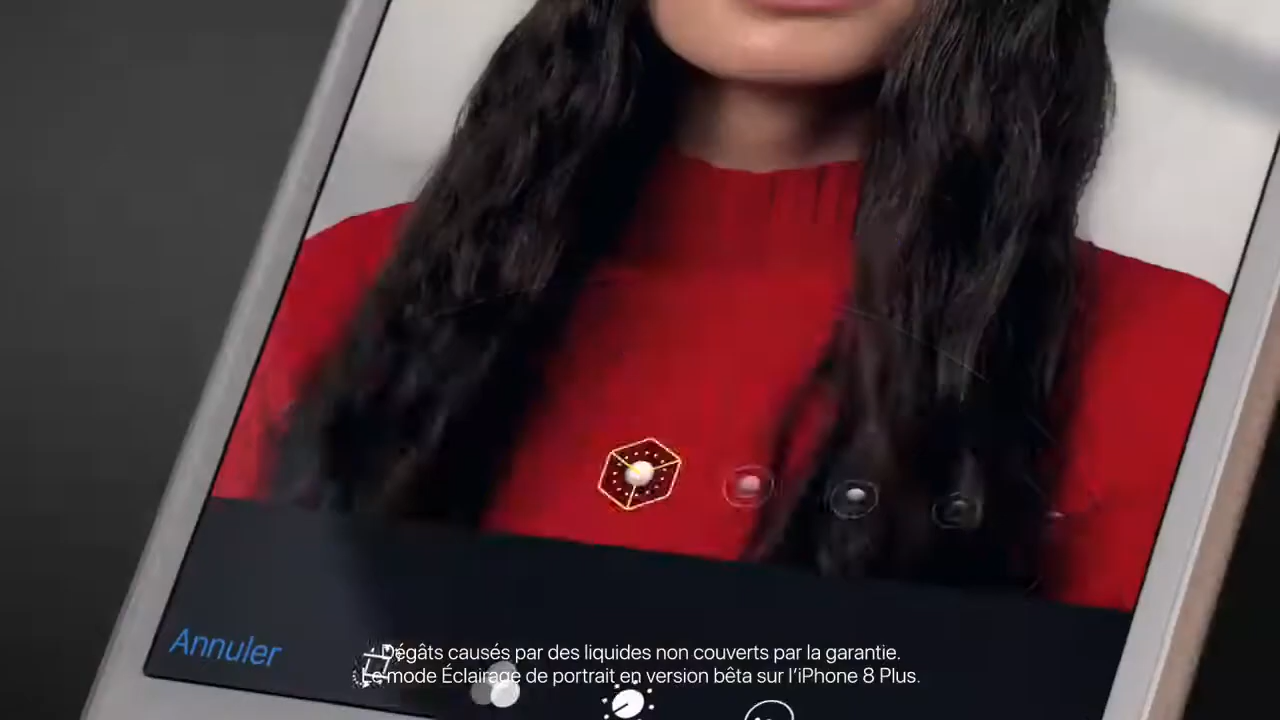 Annuler
Dégâts causés par des liquides non couverts par la garantie.
Le mode Éclairage de portrait en version bêta sur l'iPhone 8 Plus.